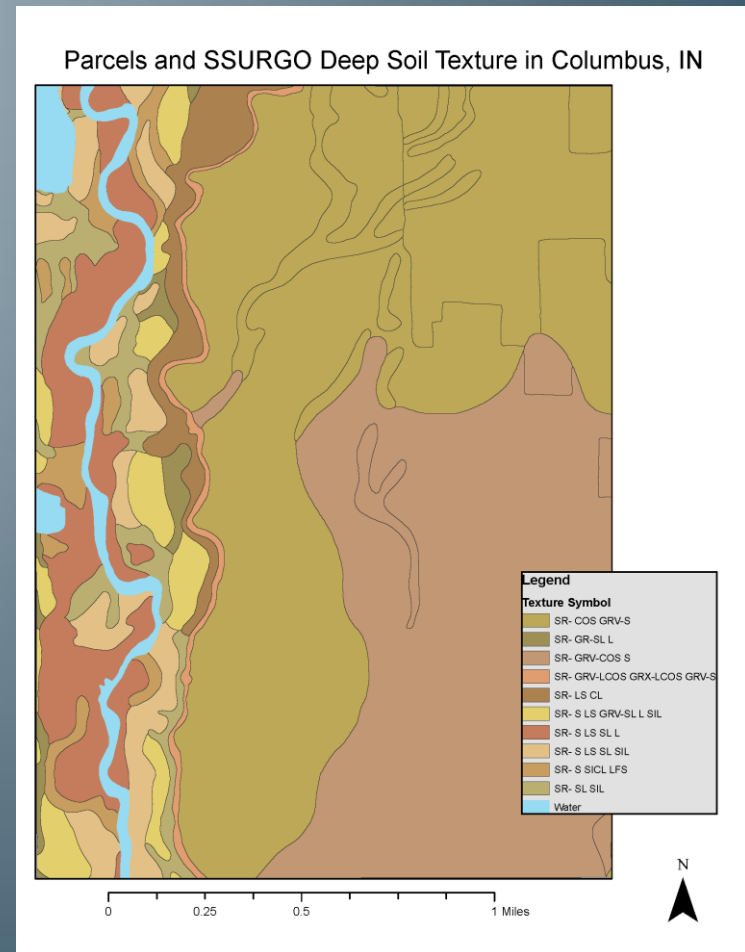 Parcels and SSURGO Deep Soil Texture in Columbus, IN
Legend
Texture Symbol
SR- COS GRV-S
SR- GR-SL L
SR- GRV-COS S
SR- GRV-LCOS GRX-LCOS GRV-S
SR- LS CL
SR- S LS GRV-SL L SIL
SR- S LS SL L
SR- S LS SL SIL
SR- S SICL LFS
SR- SL SIL
Water
N
0 0.25 0.5 1 Miles